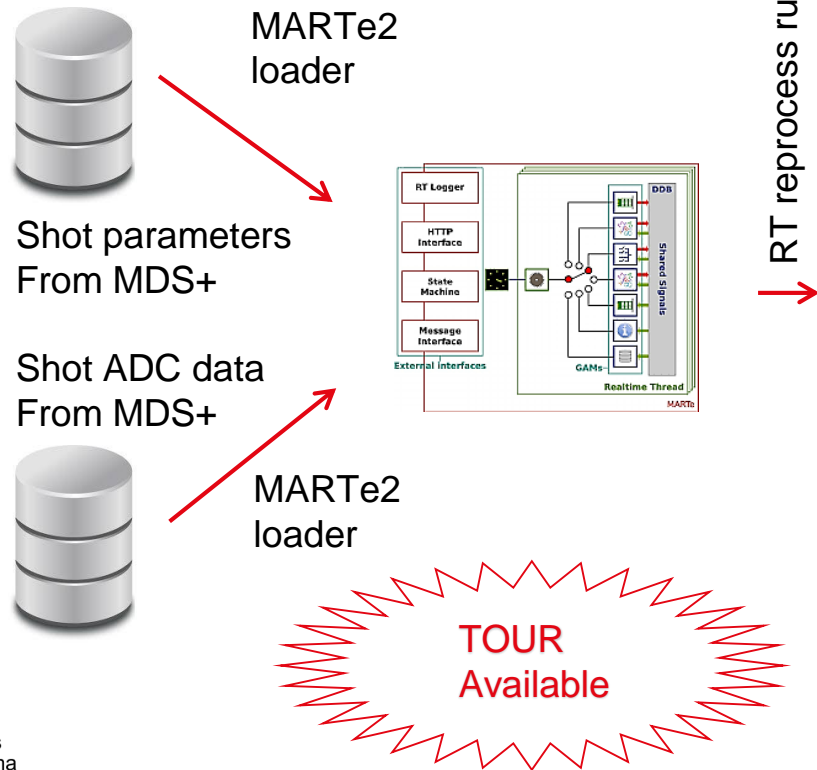 MARTe2
loader
Shot parameters
From MDS+
RT Logger
HTTP
Interface
State
Machine
Message
Interface
External interfaces
DDB
Shared Signals
GAMs
Realtime Thread
MARTe
RT reprocess
Shot ADC data
From MDS+
MARTe2
loader
TOUR
Available